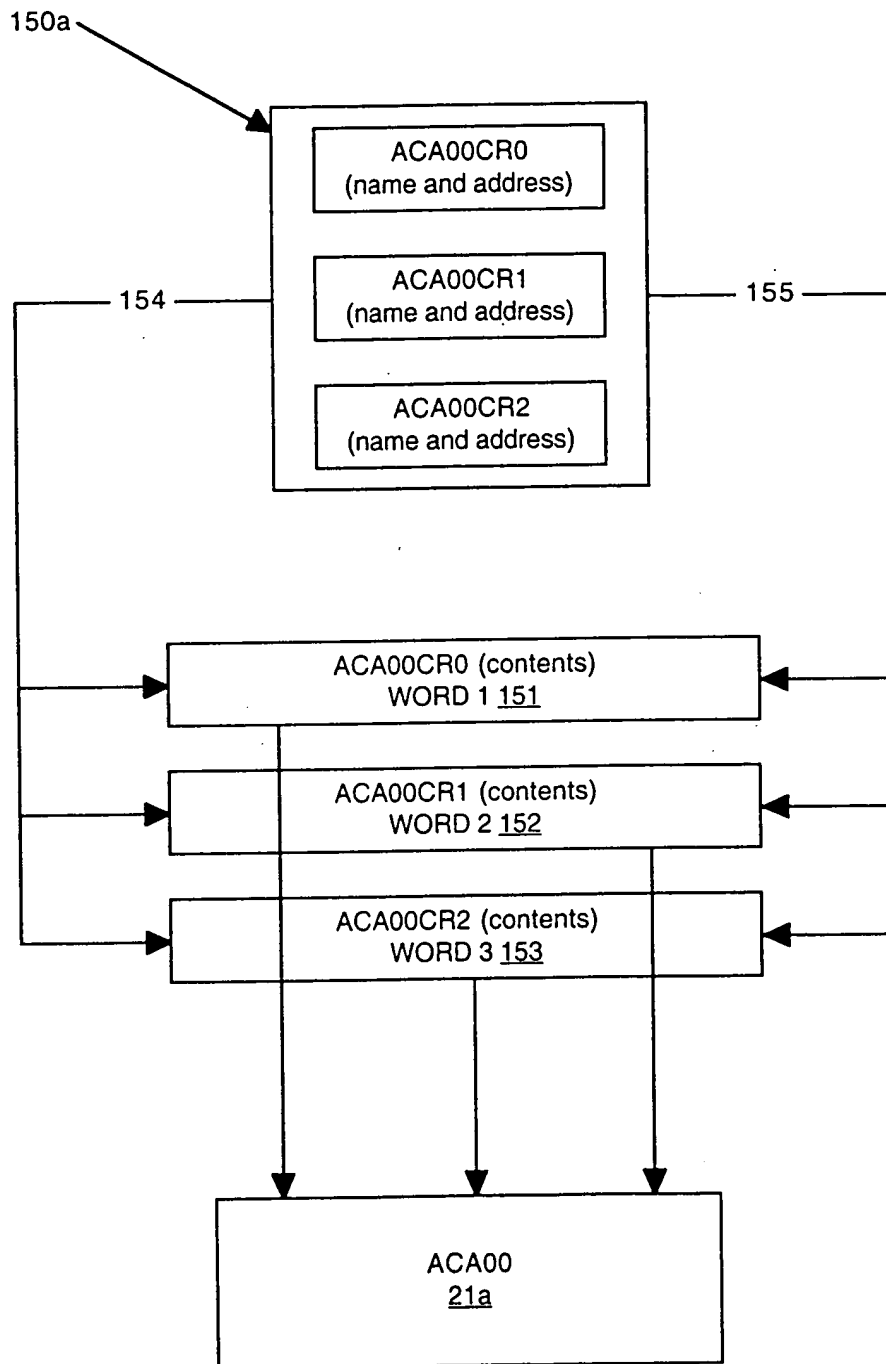 150a
ACA00CR0
(name and address)
ACA00CR1
(name and address)
154
155
ACA00CR2
(name and address)
ACA00CR0 (contents)
WORD 1 151
ACA00CR1 (contents)
WORD 2 152
ACA00CR2 (contents)
WORD 3 153
ACA00
21a